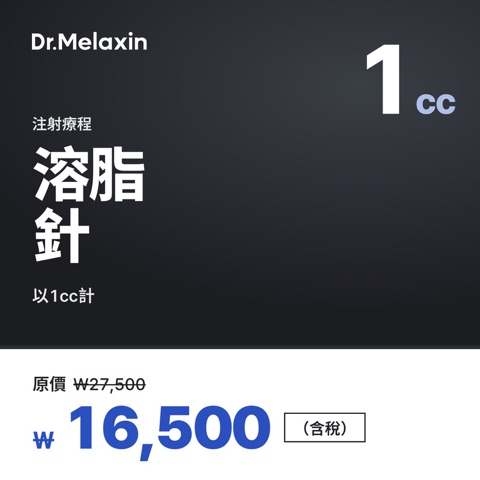 Dr.Melaxin
1 cc
注射療程
溶脂
針
以1cc計
原價 ₩27,500
₩ 16,500 （含稅）